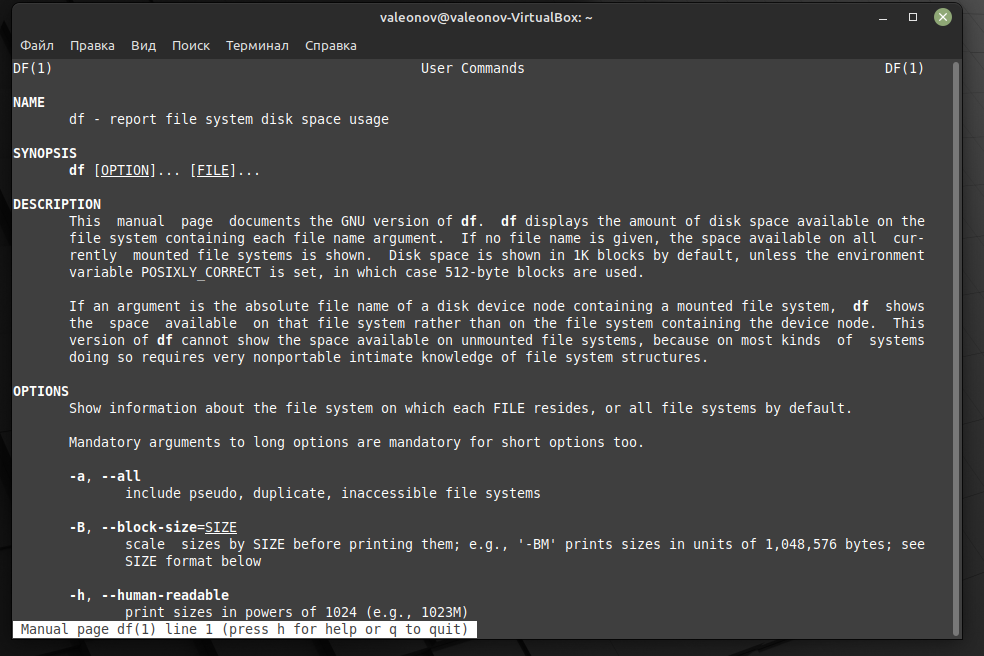 valeonov@valeonov-VirtualBox: ~
Файл Правка Вид Поиск Терминал Справка
DF(1) User Commands DF(1)
NAME
df - report file system disk space usage
SYNOPSIS
df [OPTION]... [FILE]...
DESCRIPTION
This manual page documents the GNU version of df. df displays the amount of disk space available on the
file system containing each file name argument. If no file name is given, the space available on all cur-
rently mounted file systems is shown. Disk space is shown in 1K blocks by default, unless the environment
variable POSIXLY_CORRECT is set, in which case 512-byte blocks are used.
If an argument is the absolute file name of a disk device node containing a mounted file system, df shows
the space available on that file system rather than on the file system containing the device node. This
version of df cannot show the space available on unmounted file systems, because on most kinds of systems
doing so requires very nonportable intimate knowledge of file system structures.
OPTIONS
Show information about the file system on which each FILE resides, or all file systems by default.
Mandatory arguments to long options are mandatory for short options too.
-a, --all
include pseudo, duplicate, inaccessible file systems
-B, --block-size=SIZE
scale sizes by SIZE before printing them; e.g., '-BM' prints sizes in units of 1,048,576 bytes; see
SIZE format below
-h, --human-readable
print sizes in powers of 1024 (e.g., 1023M)
Manual page df(1) line 1 (press h for help or q to quit)